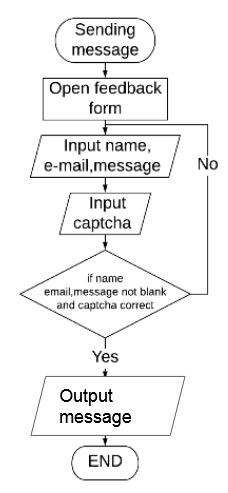 Sending
message
Open feedback
form
Input name,
e-mail,message
No
Input
captcha
if name
email,message not blank
and captcha correct
Yes
Output
message
END